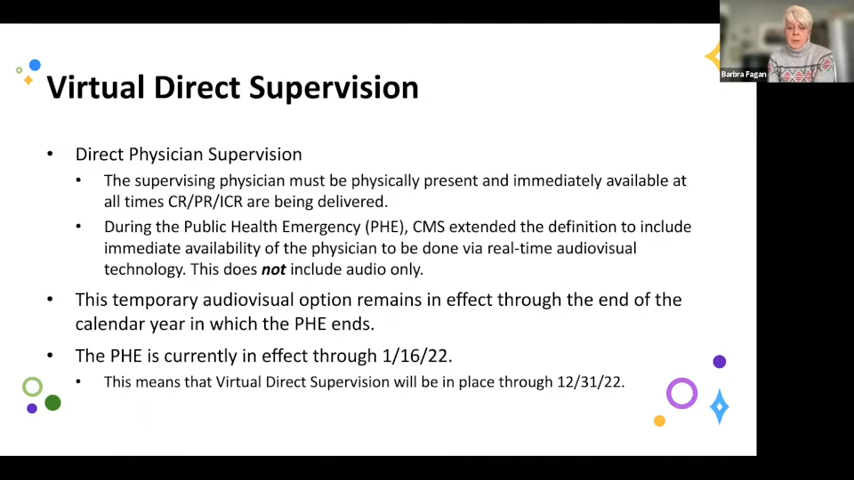 Barbra Fagan
Virtual Direct Supervision
• Direct Physician Supervision
• The supervising physician must be physically present and immediately available at
all times CR/PR/ICR are being delivered.
• During the Public Health Emergency (PHE), CMS extended the definition to include
immediate availability of the physician to be done via real-time audiovisual
technology. This does not include audio only.
• This temporary audiovisual option remains in effect through the end of the
calendar year in which the PHE ends.
• The PHE is currently in effect through 1/16/22.
• This means that Virtual Direct Supervision will be in place through 12/31/22.